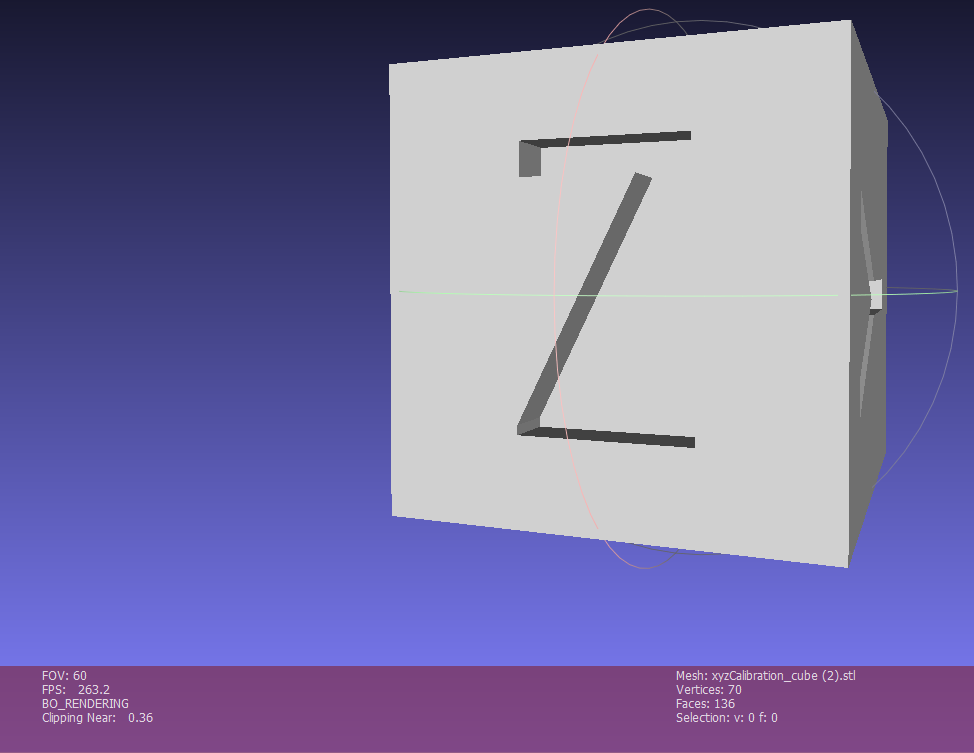 Z
FOV: 60
FPS: 263.2
BO_RENDERING
Clipping Near: 0.36
Mesh: xyzCalibration_cube (2).stl
Vertices: 70
Faces: 136
Selection: v: 0 f: 0